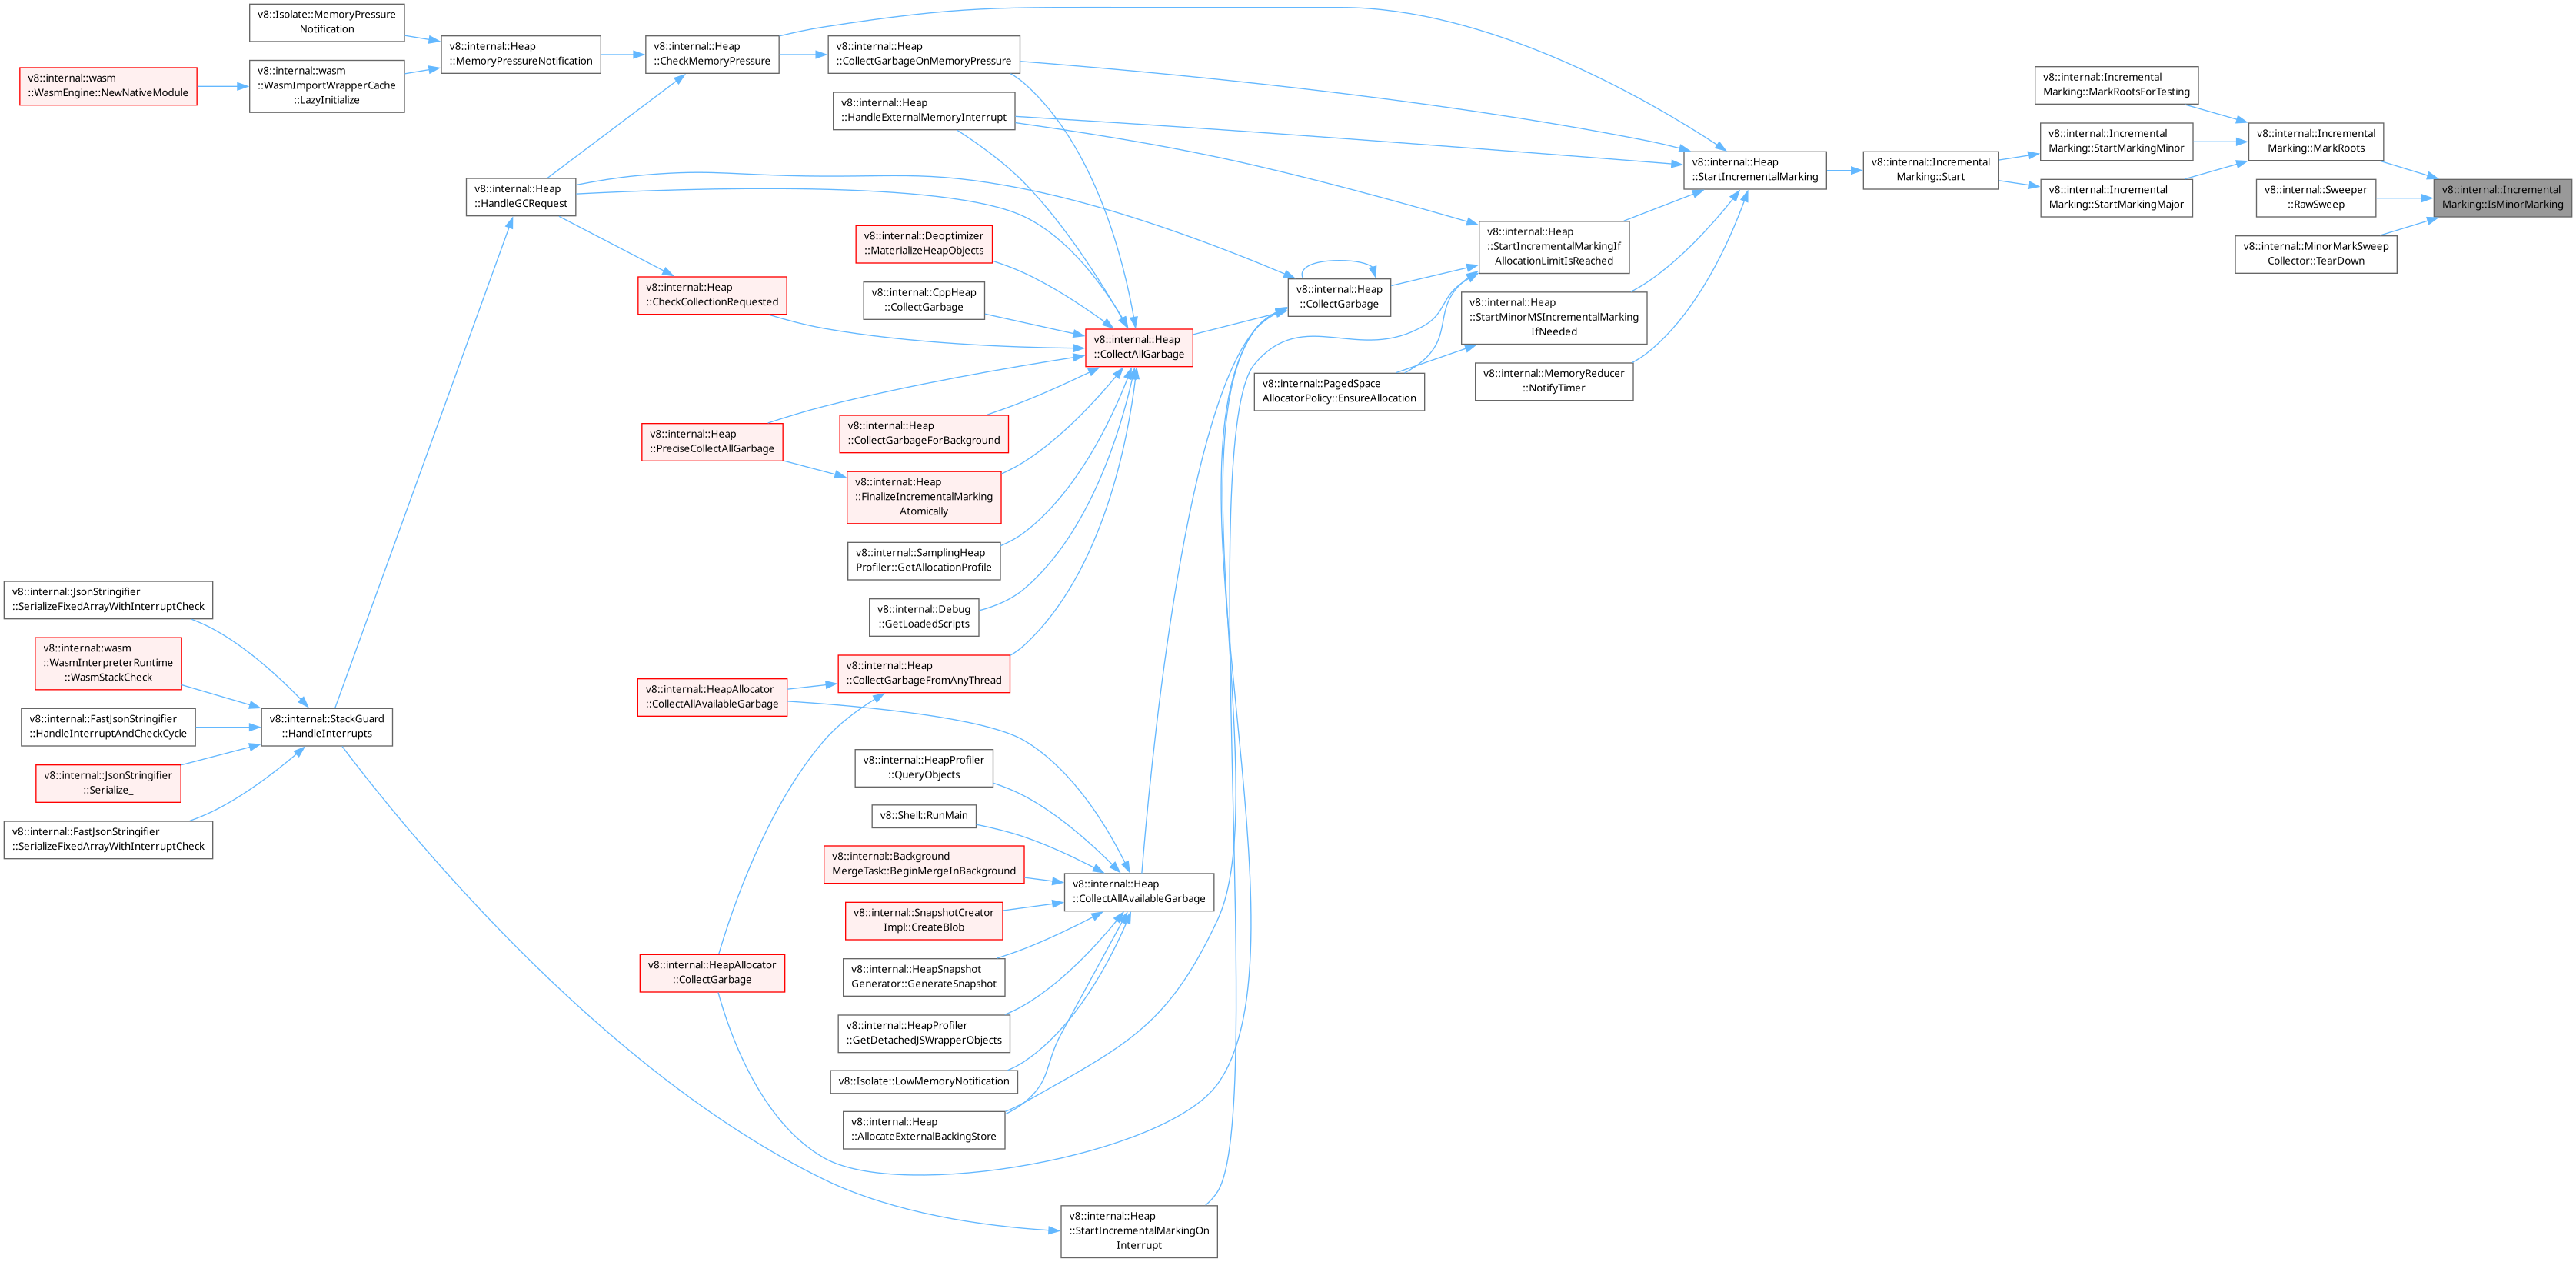 v8::Isolate::MemoryPressure
Notification
v8::internal::wasm
::WasmEngine::NewNativeModule
v8::internal::wasm
::WasmImportWrapperCache
::LazyInitialize
v8::internal::Heap
::MemoryPressureNotification
v8::internal::Heap
::CheckMemoryPressure
v8::internal::Heap
::CollectGarbageOnMemoryPressure
v8::internal::Heap
::HandleExternalMemoryInterrupt
v8::internal::Heap
::HandleGCRequest
v8::internal::Deoptimizer
::MaterializeHeapObjects
v8::internal::Heap
::CheckCollectionRequested
v8::internal::CppHeap
::CollectGarbage
v8::internal::Heap
::CollectAllGarbage
v8::internal::Heap
::PreciseCollectAllGarbage
v8::internal::Heap
::CollectGarbageForBackground
v8::internal::Heap
::FinalizeIncrementalMarking
Atomically
v8::internal::SamplingHeap
Profiler::GetAllocationProfile
v8::internal::Debug
::GetLoadedScripts
v8::internal::Heap
::CollectGarbageFromAnyThread
v8::internal::HeapAllocator
::CollectAllAvailableGarbage
v8::internal::JsonStringifier
::SerializeFixedArrayWithInterruptCheck
v8::internal::wasm
::WasmInterpreterRuntime
::WasmStackCheck
v8::internal::FastJsonStringifier
::HandleInterruptAndCheckCycle
v8::internal::JsonStringifier
::Serialize_
v8::internal::FastJsonStringifier
::SerializeFixedArrayWithInterruptCheck
v8::internal::StackGuard
::HandleInterrupts
v8::internal::HeapProfiler
::QueryObjects
v8::Shell::RunMain
v8::internal::Background
MergeTask::BeginMergeInBackground
v8::internal::SnapshotCreator
Impl::CreateBlob
v8::internal::HeapSnapshot
Generator::GenerateSnapshot
v8::internal::HeapProfiler
::GetDetachedJSWrapperObjects
v8::Isolate::LowMemoryNotification
v8::internal::Heap
::AllocateExternalBackingStore
v8::internal::HeapAllocator
::CollectGarbage
v8::internal::Heap
::CollectAllAvailableGarbage
v8::internal::Heap
::StartIncrementalMarkingOn
Interrupt
v8::internal::Heap
::CollectGarbage
v8::internal::PagedSpace
AllocatorPolicy::EnsureAllocation
v8::internal::Heap
::StartIncrementalMarkingIf
AllocationLimitIsReached
v8::internal::Heap
::StartMinorMSIncrementalMarking
IfNeeded
v8::internal::MemoryReducer
::NotifyTimer
v8::internal::Heap
::StartIncrementalMarking
v8::internal::Incremental
Marking::Start
v8::internal::Incremental
Marking::MarkRootsForTesting
v8::internal::Incremental
Marking::StartMarkingMinor
v8::internal::Incremental
Marking::StartMarkingMajor
v8::internal::Incremental
Marking::MarkRoots
v8::internal::Sweeper
::RawSweep
v8::internal::MinorMarkSweep
Collector::TearDown
v8::internal::Incremental
Marking::IsMinorMarking